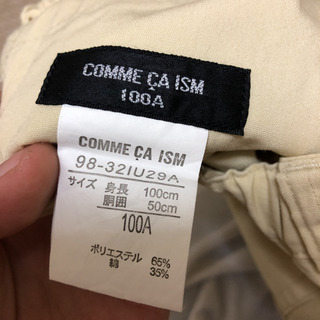 COMME ÇA ISM
100A
COMME ÇA ISM
98-32IU29A
サイズ 身長 100cm
胴囲 50cm
100A
ポリエステル 65%
綿 35%